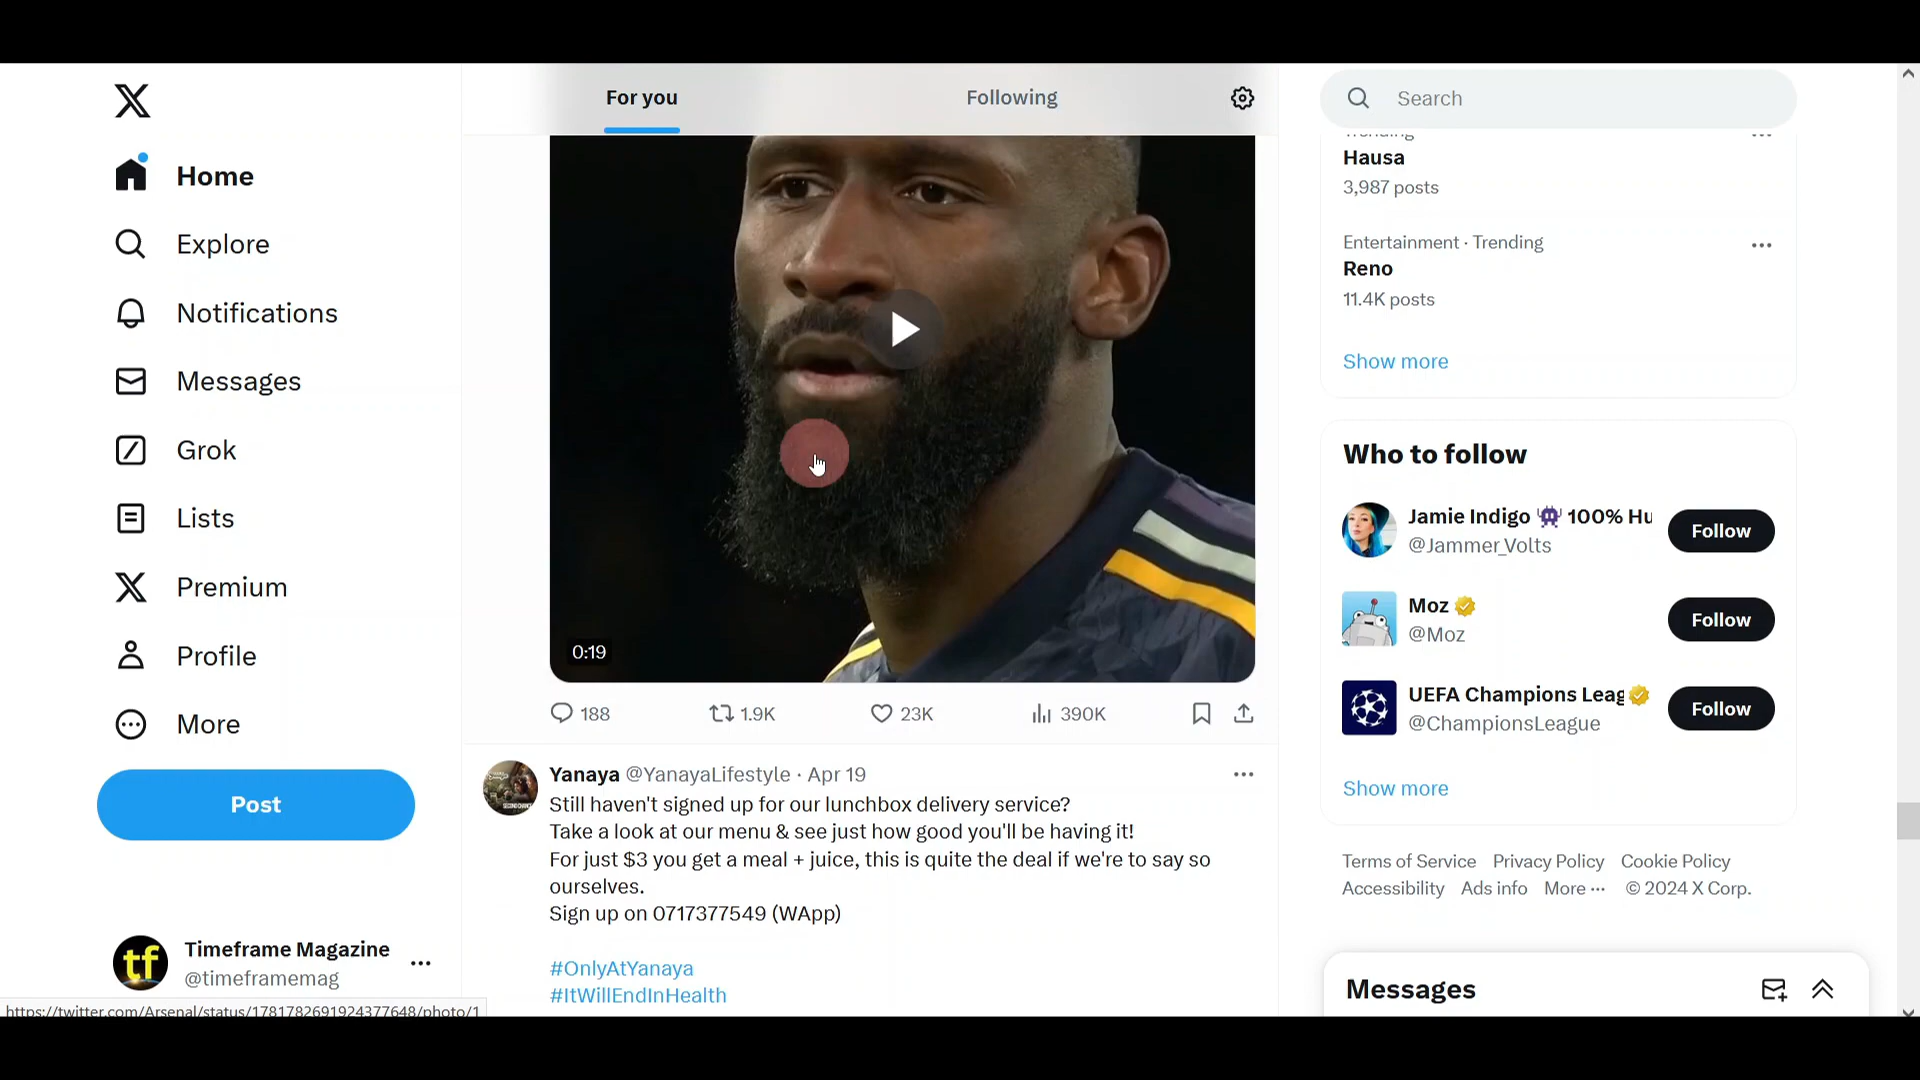 For you
Following
Search
Home
Explore
Notifications
Messages
Grok
Lists
Premium
Profile
More
Post
Timeframe Magazine
@timeframemag
https://twitter.com/Arsenal/status/1781782691924377648/photo/1
0:19
188
1.9K
23K
390K
Yanaya @YanayaLifestyle · Apr 19
Still haven't signed up for our lunchbox delivery service?
Take a look at our menu & see just how good you'll be having it!
For just $3 you get a meal + juice, this is quite the deal if we're to say so
ourselves.
Sign up on 0717377549 (WApp)
#OnlyAtYanaya
#ItWillEndInHealth
Trending
Hausa
3,987 posts
Entertainment · Trending
Reno
11.4K posts
Show more
Who to follow
Jamie Indigo 👾 100% Hu
@Jammer_Volts
Follow
Moz
@Moz
Follow
UEFA Champions Leag
@ChampionsLeague
Follow
Show more
Terms of Service Privacy Policy Cookie Policy
Accessibility Ads info More ··· © 2024 X Corp.
Messages